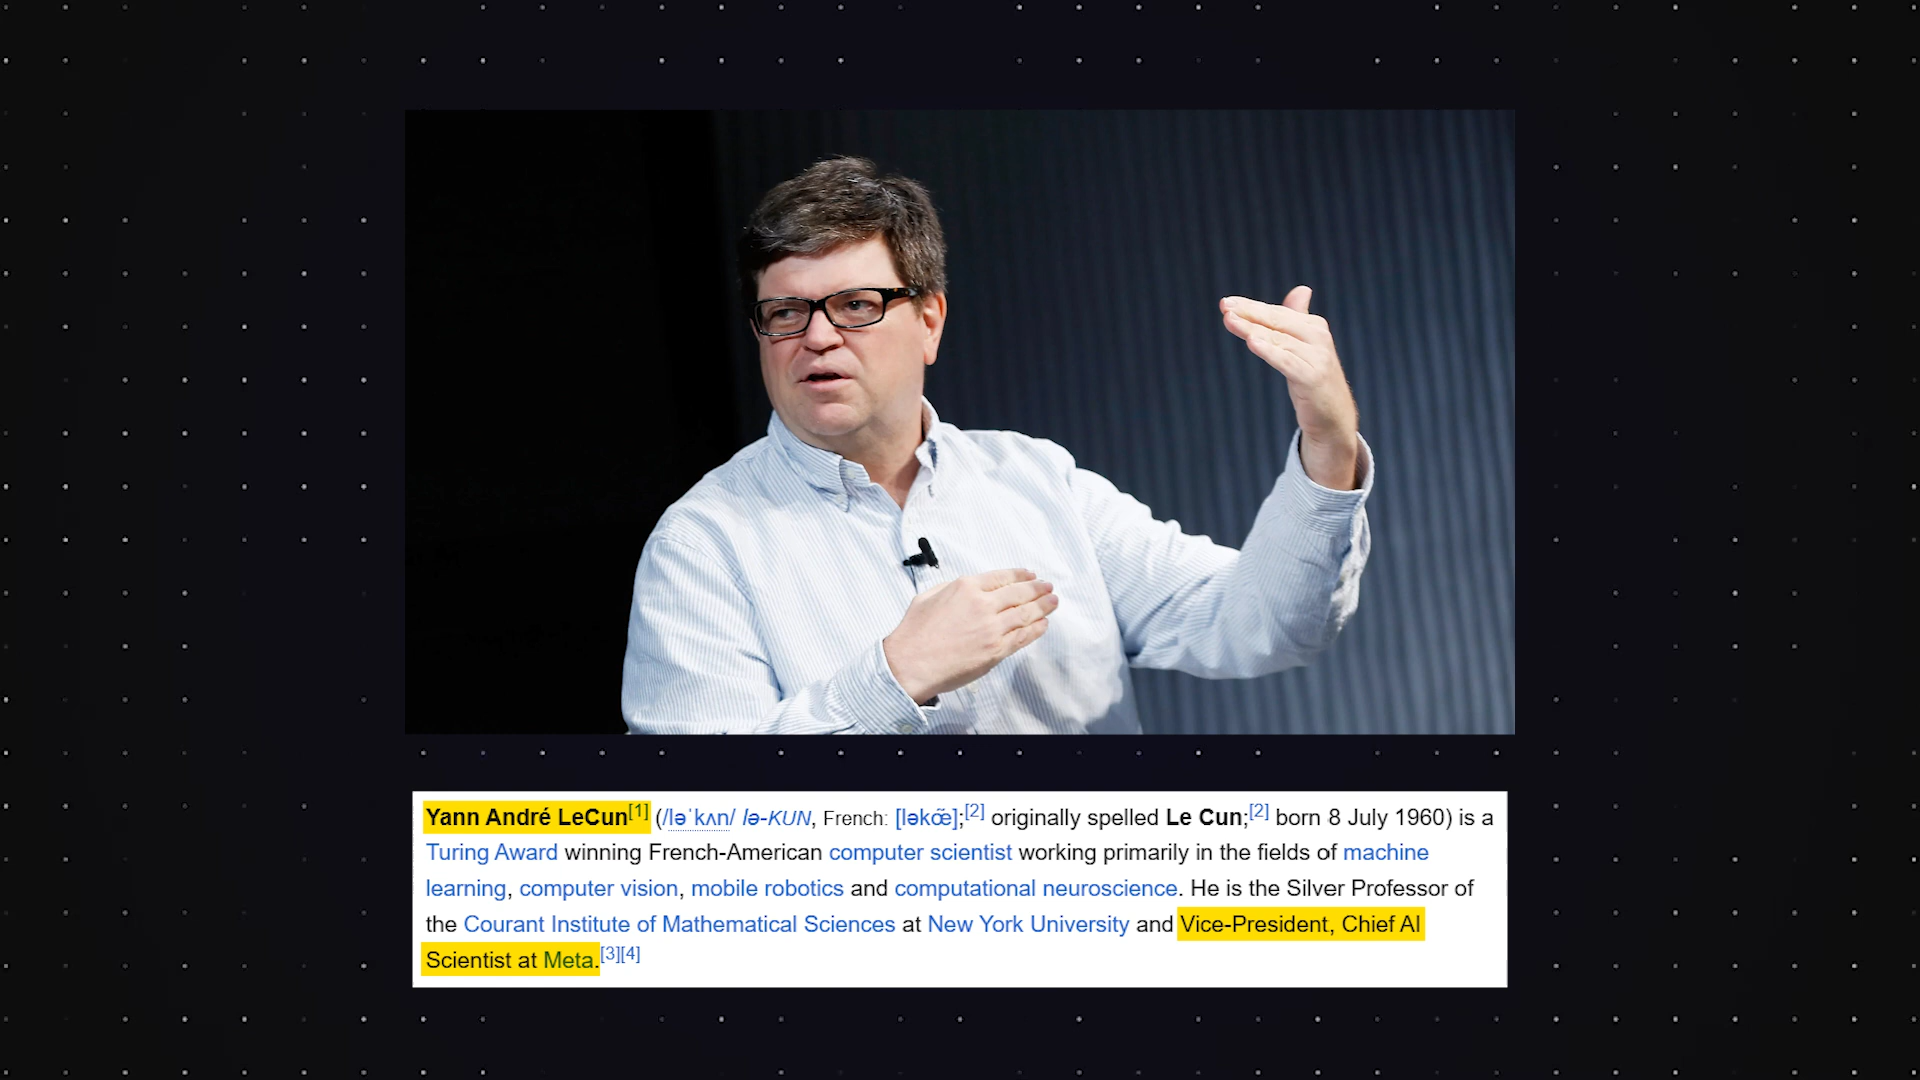 Yann André LeCun[1] (/ləˈkʌn/ lə-KUN, French: [ləkœ̃];[2] originally spelled Le Cun;[2] born 8 July 1960) is a
Turing Award winning French-American computer scientist working primarily in the fields of machine
learning, computer vision, mobile robotics and computational neuroscience. He is the Silver Professor of
the Courant Institute of Mathematical Sciences at New York University and Vice-President, Chief AI
Scientist at Meta.[3][4]